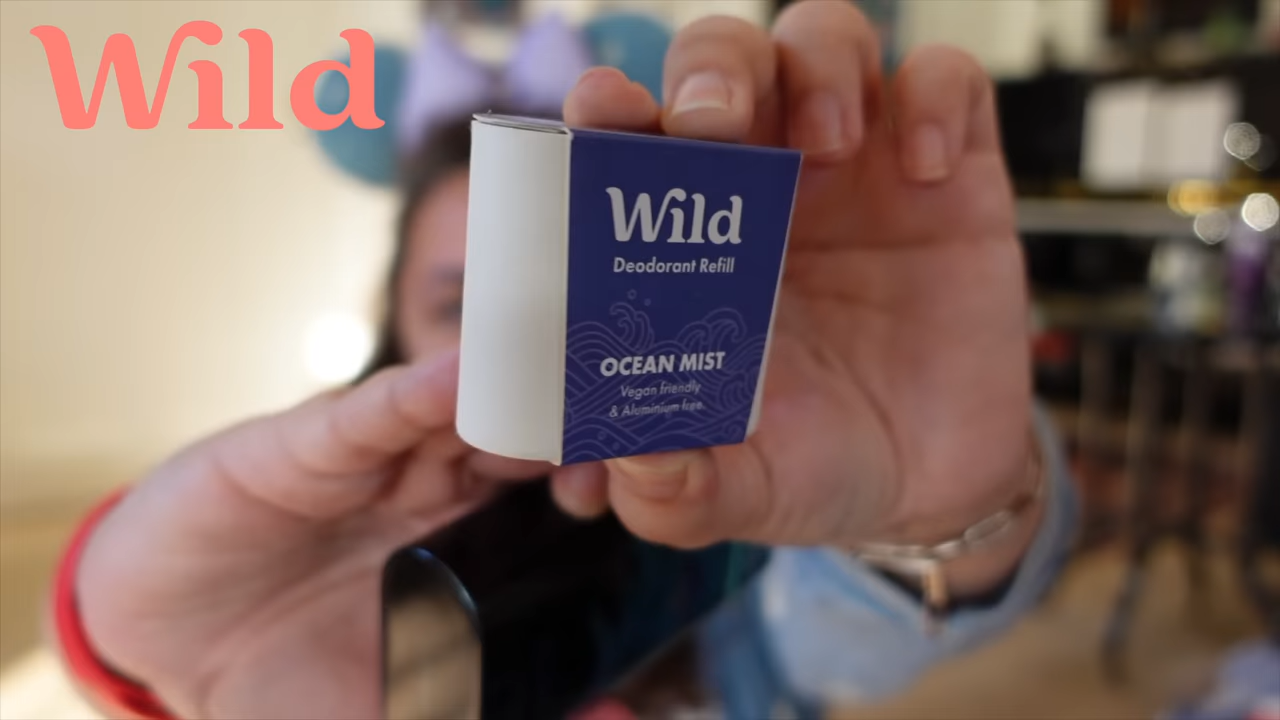 Wild
Wild
Deodorant Refill
OCEAN MIST
Vegan friendly
& Aluminium free.